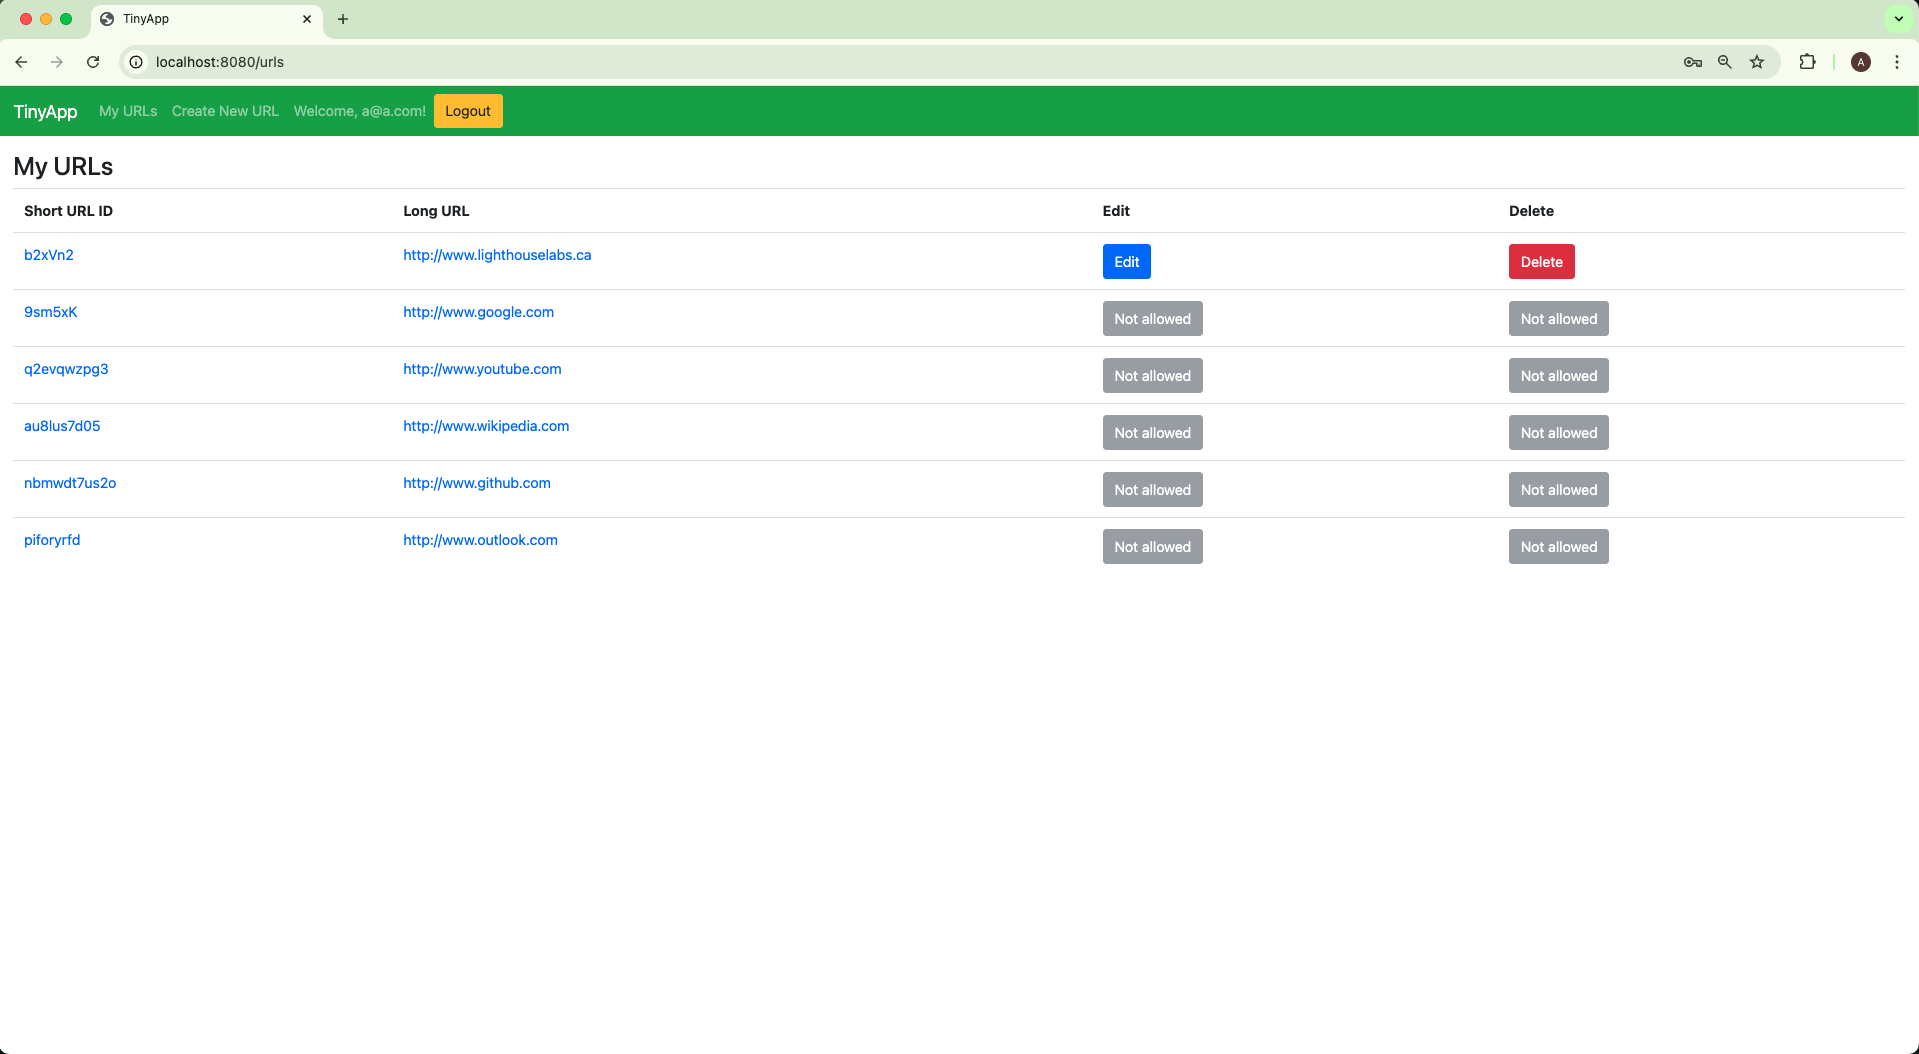 TinyApp
localhost:8080/urls
A
TinyApp My URLs Create New URL Welcome, a@a.com! Logout
My URLs
Short URL ID Long URL Edit Delete
b2xVn2 http://www.lighthouselabs.ca Edit Delete
9sm5xK http://www.google.com Not allowed Not allowed
q2evqwzpg3 http://www.youtube.com Not allowed Not allowed
au8lus7d05 http://www.wikipedia.com Not allowed Not allowed
nbmwdt7us2o http://www.github.com Not allowed Not allowed
piforyrfd http://www.outlook.com Not allowed Not allowed